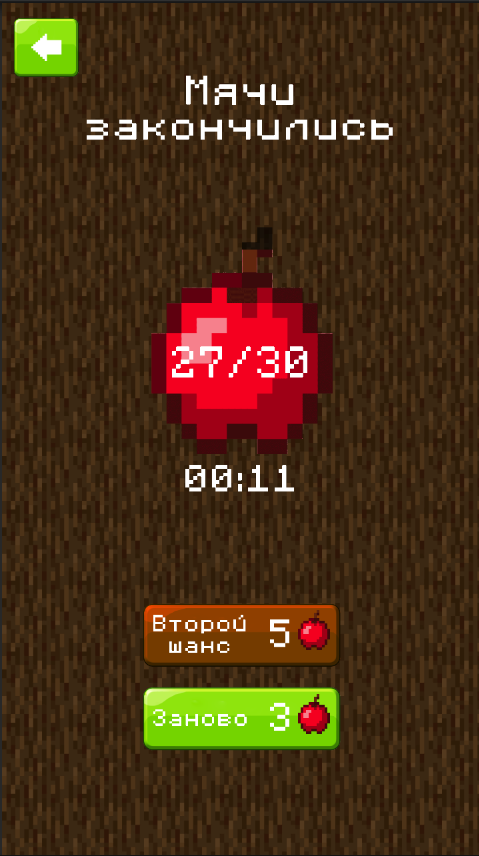 Мячи
закончились
27/30
00:11
Второй
шанс
5
Заново 3